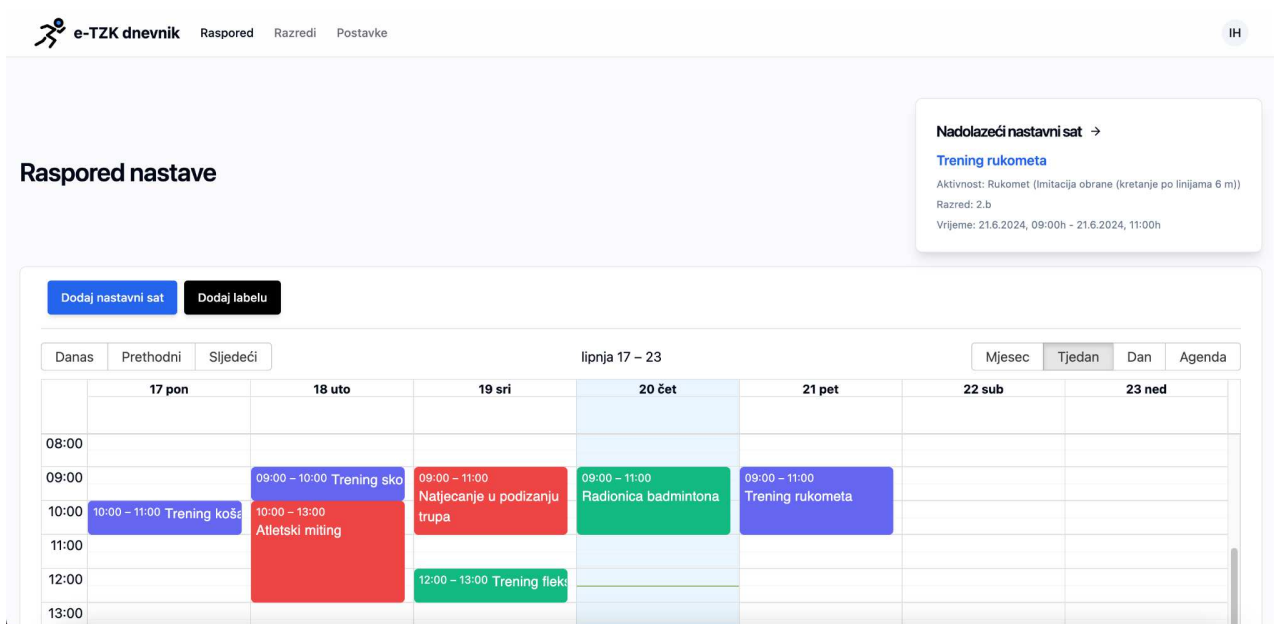 e-TZK dnevnik Raspored Razredi Postavke IH
Nadolazeći nastavni sat →
Trening rukometa
Aktivnost: Rukomet (Imitacija obrane (kretanje po linijama 6 m))
Razred: 2.b
Vrijeme: 21.6.2024, 09:00h - 21.6.2024, 11:00h
Raspored nastave
Dodaj nastavni sat Dodaj labelu
Danas Prethodni Sljedeći lipnja 17 – 23 Mjesec Tjedan Dan Agenda
17 pon 18 uto 19 sri 20 čet 21 pet 22 sub 23 ned
08:00
09:00
10:00
11:00
12:00
13:00
10:00 – 11:00 Trening koša
09:00 – 10:00 Trening sko
10:00 – 13:00
Atletski miting
09:00 – 11:00
Natjecanje u podizanju
trupa
12:00 – 13:00 Trening fleks
09:00 – 11:00
Radionica badmintona
09:00 – 11:00
Trening rukometa